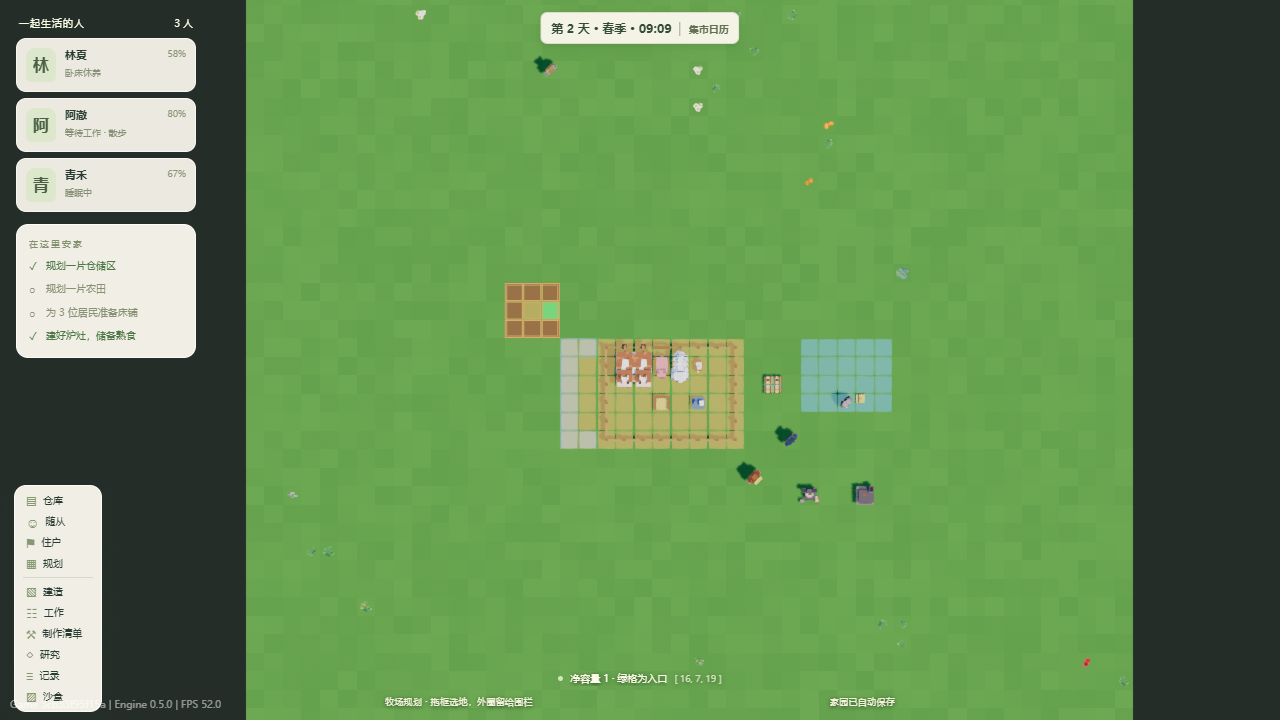 一起生活的人 3 人
林
林夏
58%
卧床休养
阿
阿澈
80%
等待工作 · 散步
青
青禾
67%
睡眠中
在这里安家
✓ 规划一片仓储区
○ 规划一片农田
○ 为 3 位居民准备床铺
✓ 建好炉灶，储备熟食
第 2 天 • 春季 • 09:09 | 集市日历
仓库
随从
住户
规划
建造
工作
制作清单
研究
记录
沙盒
| Engine 0.5.0 | FPS 52.0
净容量 1 · 绿格为入口 [ 16, 7, 19 ]
牧场规划 · 拖框选地，外圈留给围栏
家园已自动保存